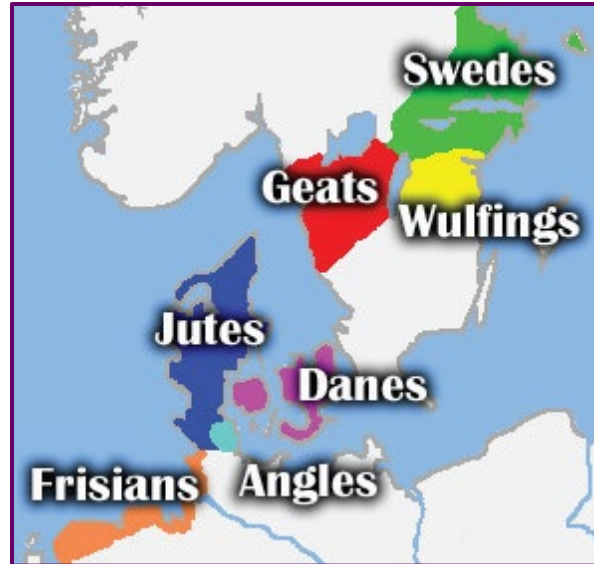 Swedes
Geats
Wulfings
Jutes
Danes
Frisians
Angles